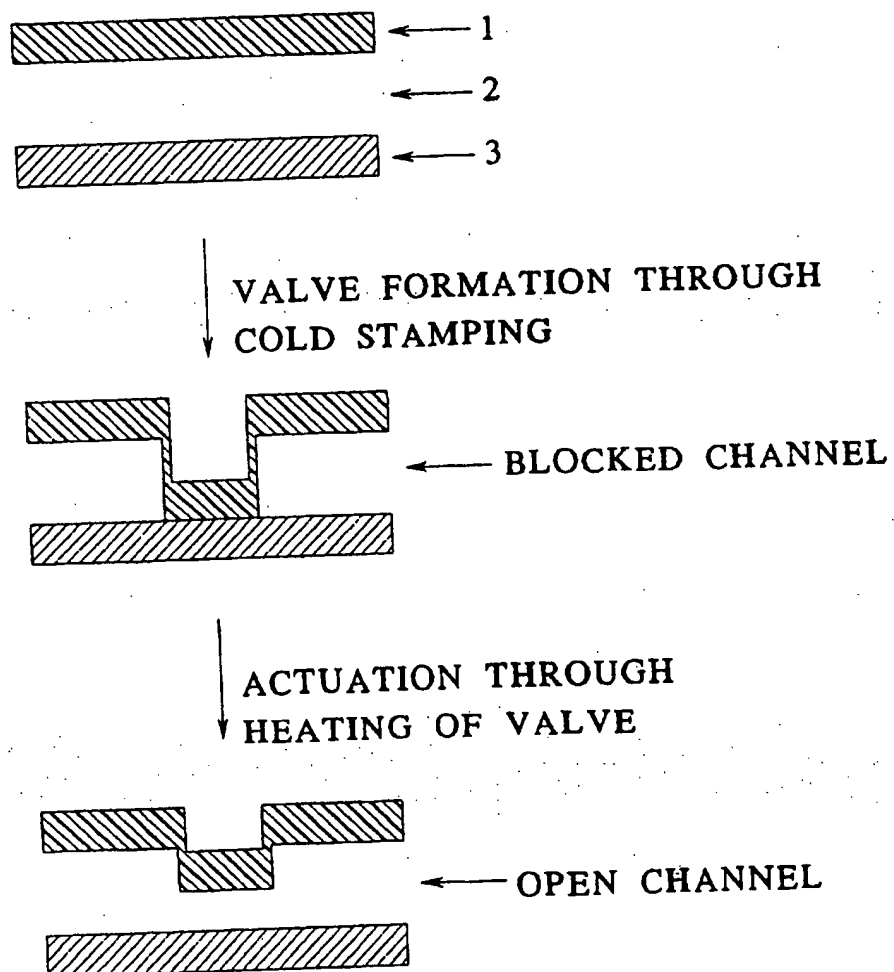 1
2
3
VALVE FORMATION THROUGH
COLD STAMPING
BLOCKED CHANNEL
ACTUATION THROUGH
HEATING OF VALVE
OPEN CHANNEL